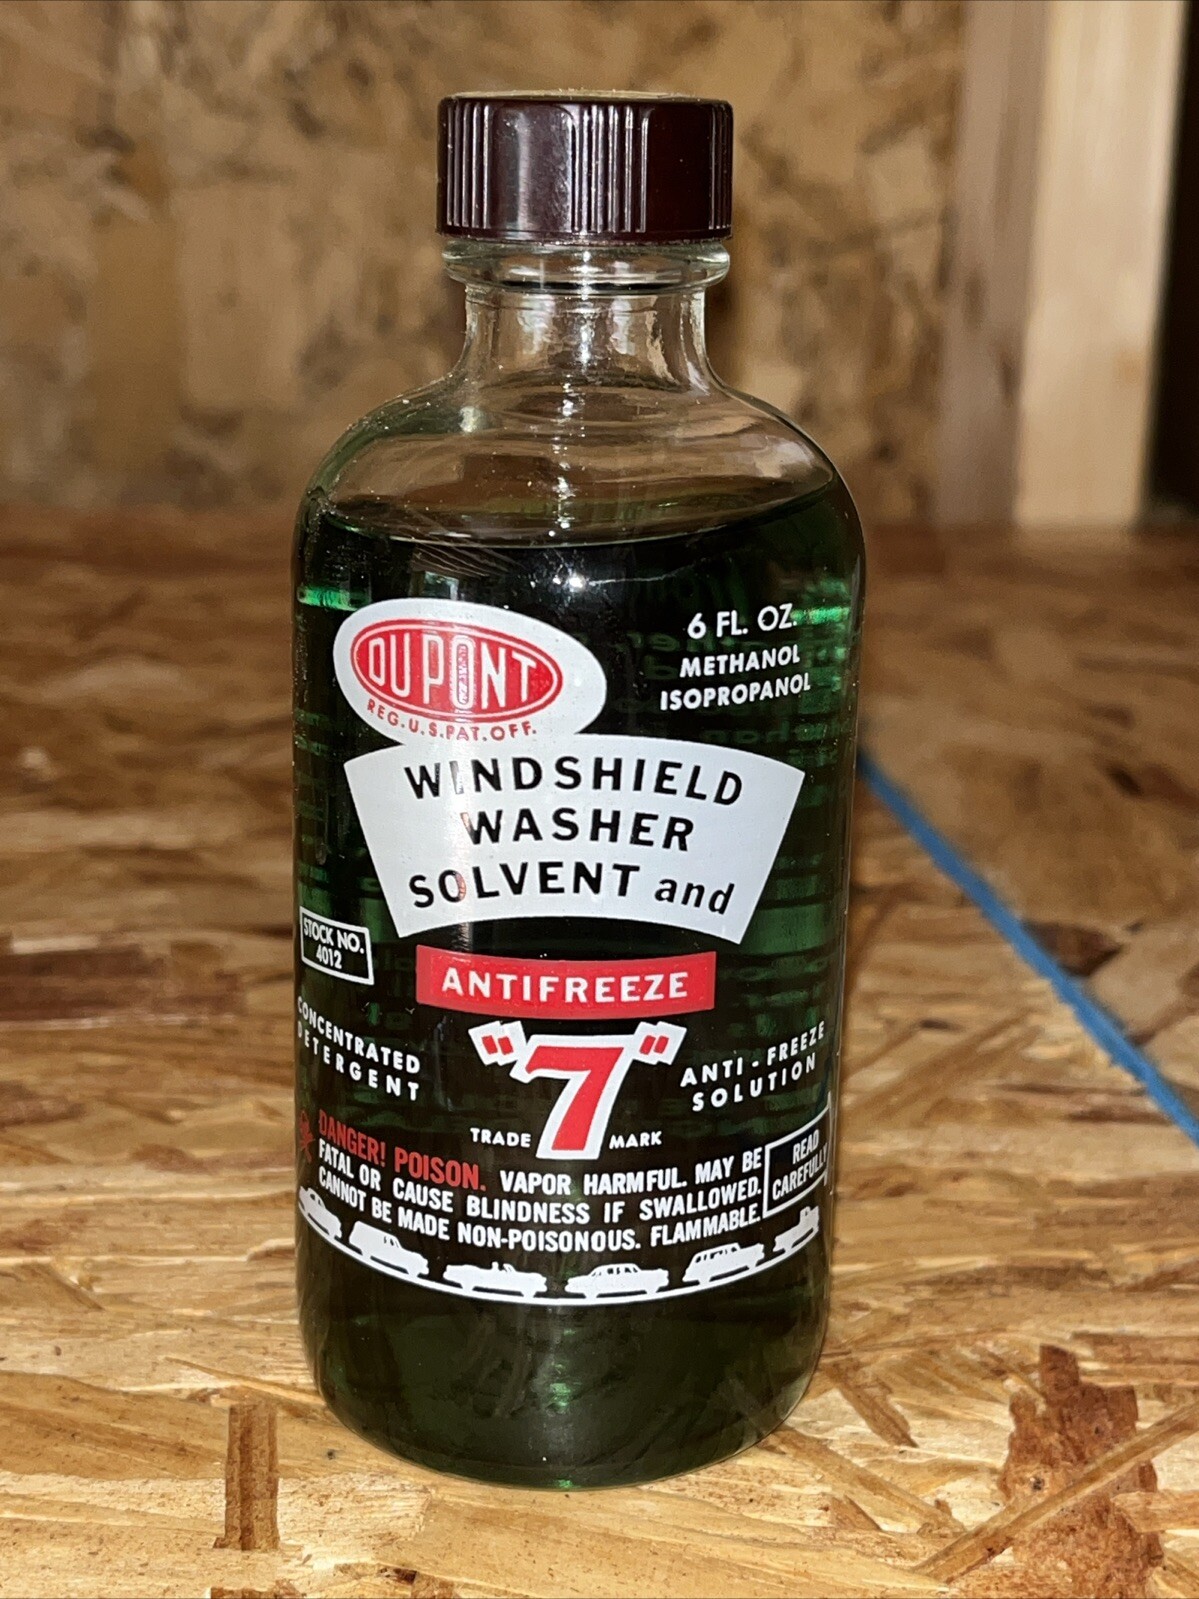 DU PONT
REG. U.S. PAT. OFF.
6 FL. OZ.
METHANOL
ISOPROPANOL
WINDSHIELD
WASHER
SOLVENT and
STOCK NO.
4012
ANTIFREEZE
"7"
CONCENTRATED
DETERGENT
ANTI-FREEZE
SOLUTION
TRADE MARK
DANGER! POISON. VAPOR HARMFUL. MAY BE
FATAL OR CAUSE BLINDNESS IF SWALLOWED.
CANNOT BE MADE NON-POISONOUS. FLAMMABLE.
READ
CAREFULLY